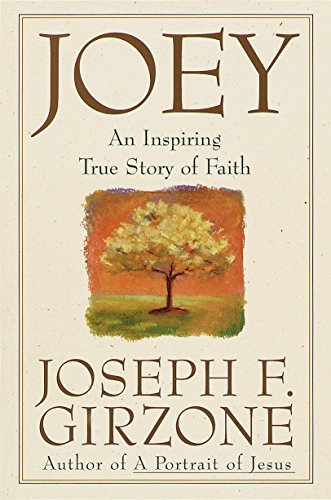 JOEY
An Inspiring
True Story of Faith
JOSEPH F.
GIRZONE
Author of A Portrait of Jesus